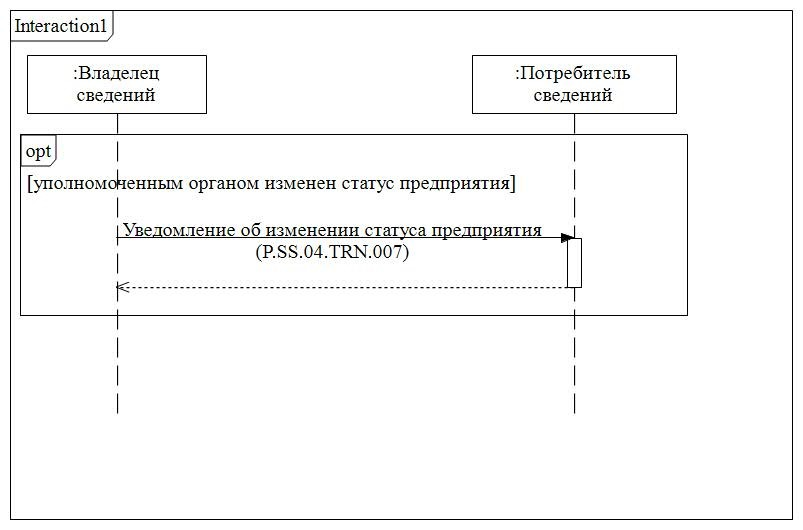 Interaction1
:Владелец
сведений
:Потребитель
сведений
opt
[уполномоченным органом изменен статус предприятия]
Уведомление об изменении статуса предприятия
(P.SS.04.TRN.007)